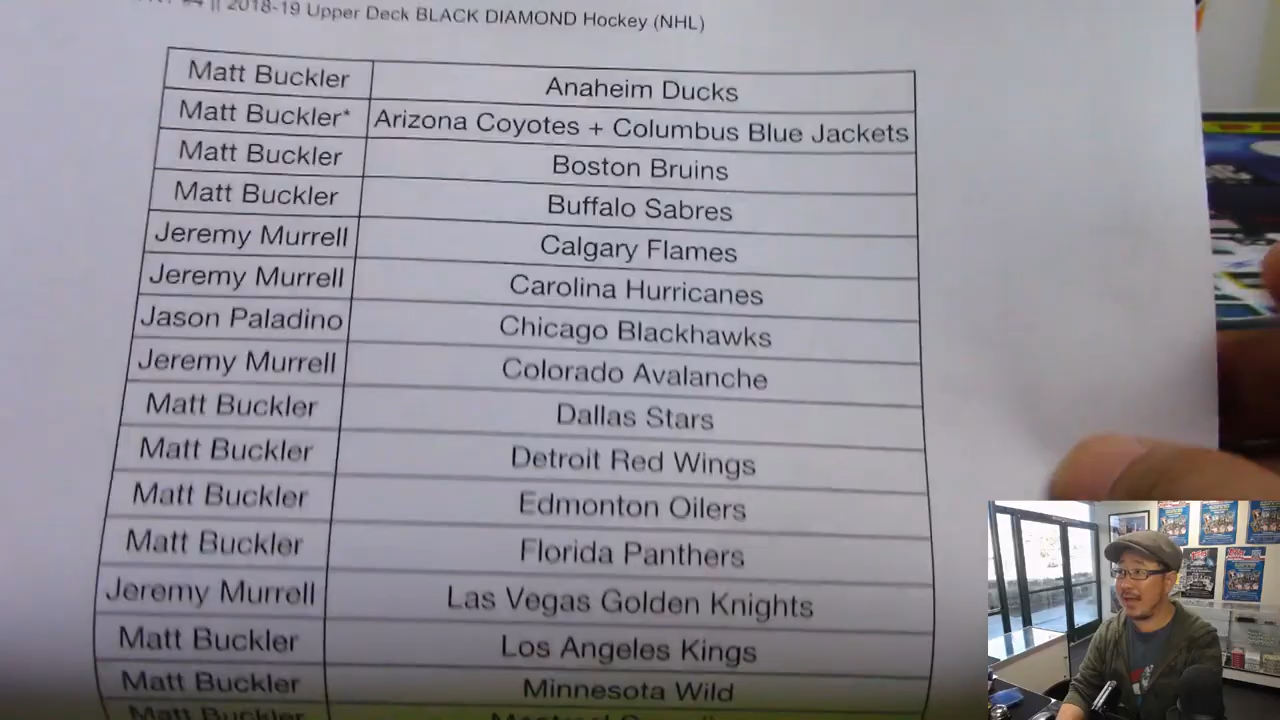 #4 || 2018-19 Upper Deck BLACK DIAMOND Hockey (NHL)
Matt Buckler Anaheim Ducks
Matt Buckler* Arizona Coyotes + Columbus Blue Jackets
Matt Buckler Boston Bruins
Matt Buckler Buffalo Sabres
Jeremy Murrell Calgary Flames
Jeremy Murrell Carolina Hurricanes
Jason Paladino Chicago Blackhawks
Jeremy Murrell Colorado Avalanche
Matt Buckler Dallas Stars
Matt Buckler Detroit Red Wings
Matt Buckler Edmonton Oilers
Matt Buckler Florida Panthers
Jeremy Murrell Las Vegas Golden Knights
Matt Buckler Los Angeles Kings
Matt Buckler Minnesota Wild
Matt Buckler